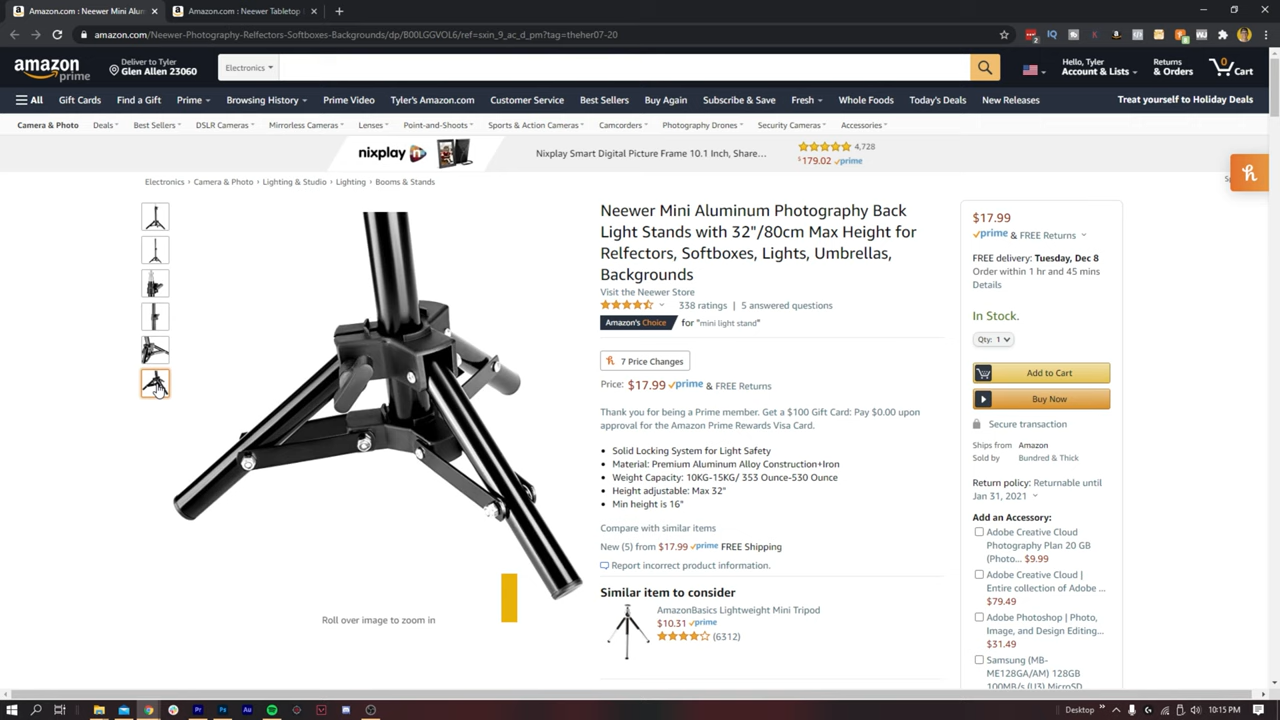 Amazon.com : Neewer Mini Alum
Amazon.com : Neewer Tabletop
amazon.com/Neewer-Photography-Relfectors-Softboxes-Backgrounds/dp/B00LGGVOL6/ref=sxin_9_ac_d_pm?tag=theher07-20
amazon prime
Deliver to Tyler
Glen Allen 23060
Electronics
Hello, Tyler
Account & Lists
Returns
& Orders
0
Cart
All Gift Cards Find a Gift Prime Browsing History Prime Video Tyler's Amazon.com Customer Service Best Sellers Buy Again Subscribe & Save Fresh Whole Foods Today's Deals New Releases Treat yourself to Holiday Deals
Camera & Photo Deals Best Sellers DSLR Cameras Mirrorless Cameras Lenses Point-and-Shoots Sports & Action Cameras Camcorders Photography Drones Security Cameras Accessories
nixplay Nixplay Smart Digital Picture Frame 10.1 Inch, Share... 4,728
$179.02 prime
Electronics › Camera & Photo › Lighting & Studio › Lighting › Booms & Stands
Neewer Mini Aluminum Photography Back
Light Stands with 32"/80cm Max Height for
Relfectors, Softboxes, Lights, Umbrellas,
Backgrounds
Visit the Neewer Store
338 ratings | 5 answered questions
Amazon's Choice for "mini light stand"
7 Price Changes
Price: $17.99 prime & FREE Returns
Thank you for being a Prime member. Get a $100 Gift Card: Pay $0.00 upon
approval for the Amazon Prime Rewards Visa Card.
• Solid Locking System for Light Safety
• Material: Premium Aluminum Alloy Construction+Iron
• Weight Capacity: 10KG-15KG/ 353 Ounce-530 Ounce
• Height adjustable: Max 32"
• Min height is 16"
Compare with similar items
New (5) from $17.99 prime FREE Shipping
Report incorrect product information.
Similar item to consider
AmazonBasics Lightweight Mini Tripod
$10.31 prime
(6312)
Roll over image to zoom in
$17.99
prime & FREE Returns
FREE delivery: Tuesday, Dec 8
Order within 1 hr and 45 mins
Details
In Stock.
Qty: 1
Add to Cart
Buy Now
Secure transaction
Ships from Amazon
Sold by Bundred & Thick
Return policy: Returnable until
Jan 31, 2021
Add an Accessory:
Adobe Creative Cloud
Photography Plan 20 GB
(Photo... $9.99
Adobe Creative Cloud |
Entire collection of Adobe ...
$79.49
Adobe Photoshop | Photo,
Image, and Design Editing...
$31.49
Samsung (MB-
ME128GA/AM) 128GB
100MB/s (U3) MicroSD
Desktop 10:15 PM